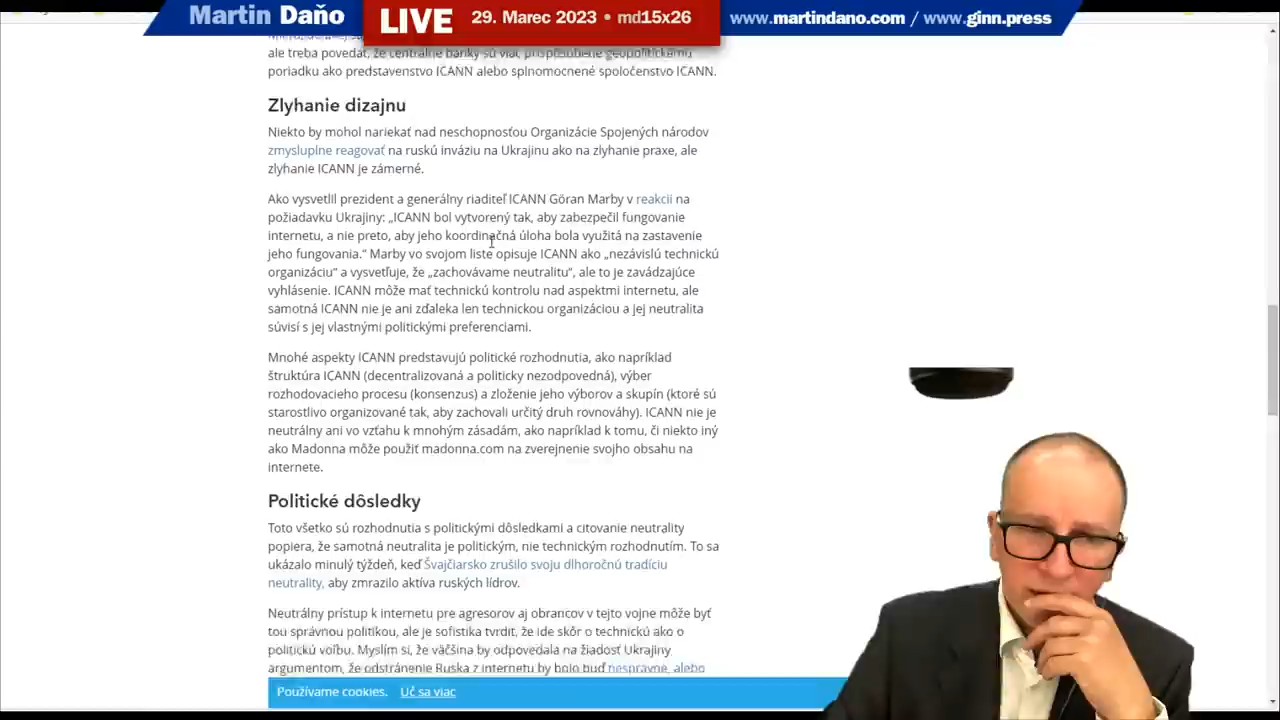 Martin Daňo
LIVE
29. Marec 2023 • md15x26
www.martindano.com / www.ginn.press
ale treba povedať, že centrálne banky sú viac prispôsobené geopolitickému
poriadku ako predstavenstvo ICANN alebo splnomocnené spoločenstvo ICANN.
Zlyhanie dizajnu
Niekto by mohol nariekať nad neschopnosťou Organizácie Spojených národov
zmysluplne reagovať na ruskú inváziu na Ukrajinu ako na zlyhanie praxe, ale
zlyhanie ICANN je zámerné.
Ako vysvetlil prezident a generálny riaditeľ ICANN Göran Marby v reakcii na
požiadavku Ukrajiny: „ICANN bol vytvorený tak, aby zabezpečil fungovanie
internetu, a nie preto, aby jeho koordinačná úloha bola využitá na zastavenie
jeho fungovania.“ Marby vo svojom liste opisuje ICANN ako „nezávislú technickú
organizáciu“ a vysvetľuje, že „zachovávame neutralitu“, ale to je zavádzajúce
vyhlásenie. ICANN môže mať technickú kontrolu nad aspektmi internetu, ale
samotná ICANN nie je ani zďaleka len technickou organizáciou a jej neutralita
súvisí s jej vlastnými politickými preferenciami.
Mnohé aspekty ICANN predstavujú politické rozhodnutia, ako napríklad
štruktúra ICANN (decentralizovaná a politicky nezodpovedná), výber
rozhodovacieho procesu (konsenzus) a zloženie jeho výborov a skupín (ktoré sú
starostlivo organizované tak, aby zachovali určitý druh rovnováhy). ICANN nie je
neutrálny ani vo vzťahu k mnohým zásadám, ako napríklad k tomu, či niekto iný
ako Madonna môže použiť madonna.com na zverejnenie svojho obsahu na
internete.
Politické dôsledky
Toto všetko sú rozhodnutia s politickými dôsledkami a citovanie neutrality
popiera, že samotná neutralita je politickým, nie technickým rozhodnutím. To sa
ukázalo minulý týždeň, keď Švajčiarsko zrušilo svoju dlhoročnú tradíciu
neutrality, aby zmrazilo aktíva ruských lídrov.
Neutrálny prístup k internetu pre agresorov aj obrancov v tejto vojne môže byť
tou správnou politikou, ale je sofistika tvrdiť, že ide skôr o technickú ako o
politickú voľbu. Myslím si, že väčšina by odpovedala na žiadosť Ukrajiny
argumentom, že odstránenie Ruska z internetu by bolo buď nesprávne, alebo
Používame cookies. Uč sa viac